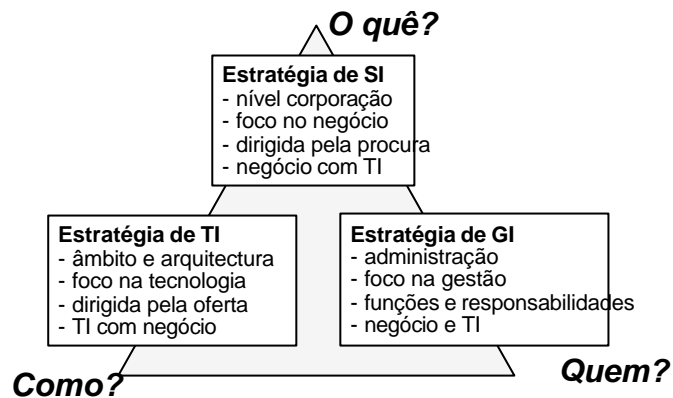 O quê?
Estratégia de SI
- nível corporação
- foco no negócio
- dirigida pela procura
- negócio com TI
Estratégia de TI
- âmbito e arquitectura
- foco na tecnologia
- dirigida pela oferta
- TI com negócio
Estratégia de GI
- administração
- foco na gestão
- funções e responsabilidades
- negócio e TI
Como?
Quem?